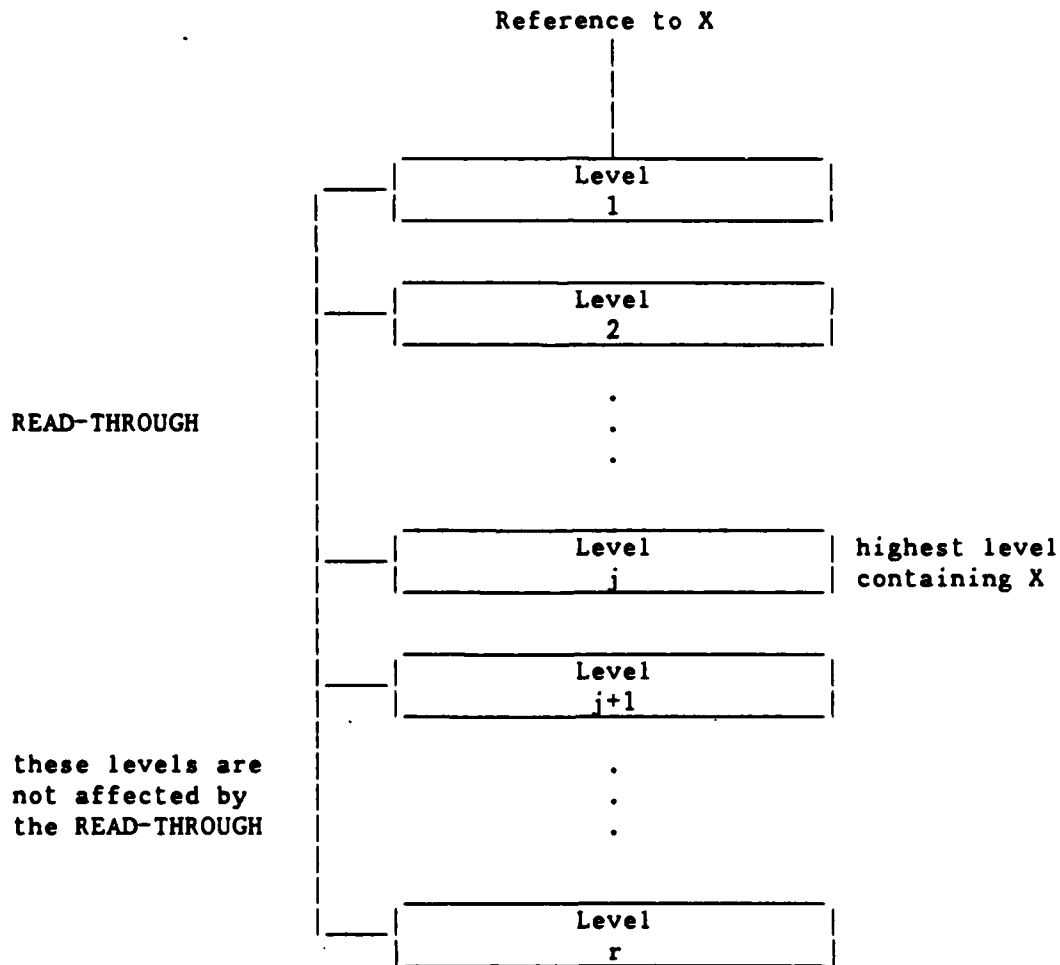 Reference to X
Level
1
Level
2
READ-THROUGH
.
.
.
Level
j
highest level
containing X
Level
j+1
these levels are
not affected by
the READ-THROUGH
.
.
.
Level
r